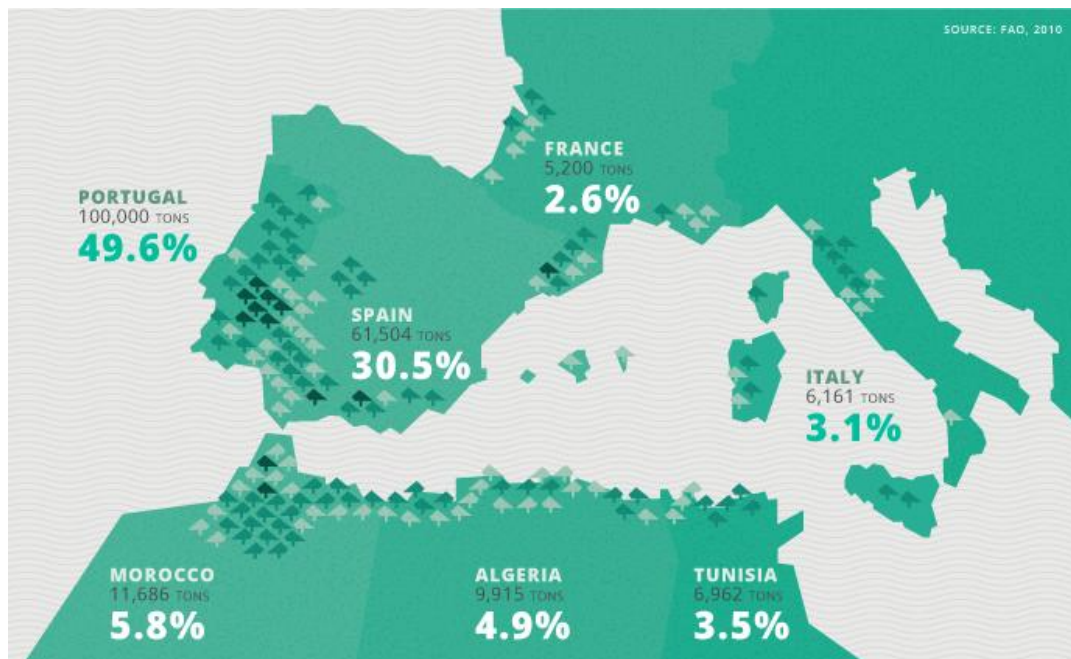 SOURCE: FAO, 2010
FRANCE
5,200 TONS
2.6%
PORTUGAL
100,000 TONS
49.6%
SPAIN
61,504 TONS
30.5%
ITALY
6,161 TONS
3.1%
MOROCCO
11,686 TONS
5.8%
ALGERIA
9,915 TONS
4.9%
TUNISIA
6,962 TONS
3.5%